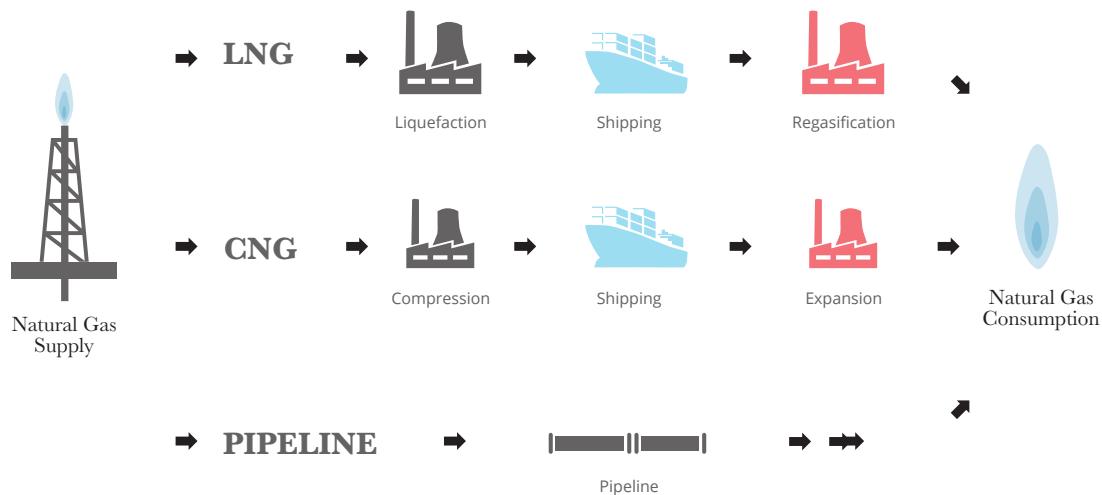 LNG
Liquefaction
Shipping
Regasification
CNG
Compression
Shipping
Expansion
Natural Gas
Supply
Natural Gas
Consumption
PIPELINE
Pipeline